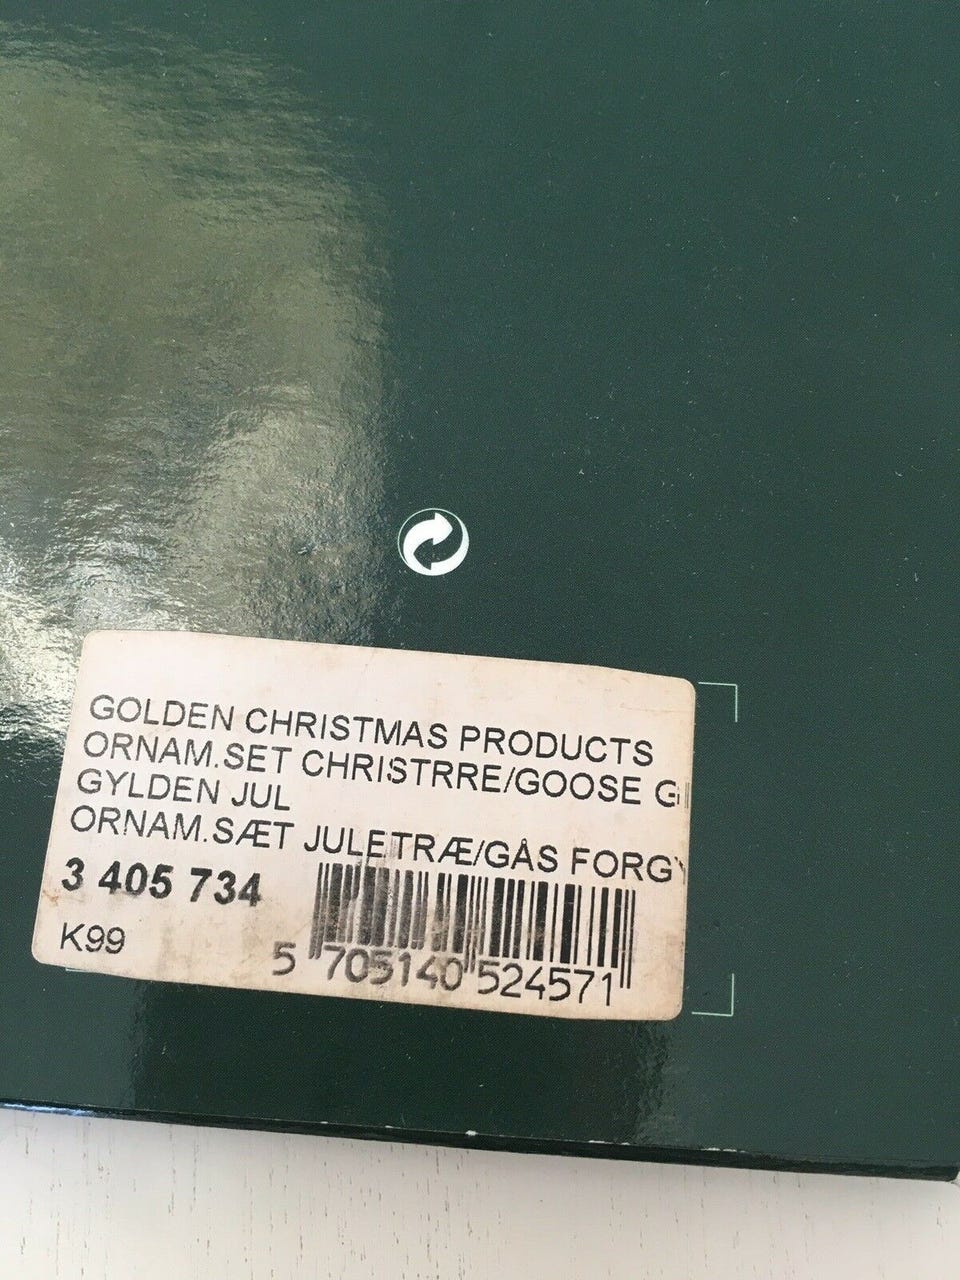 GOLDEN CHRISTMAS PRODUCTS
ORNAM.SET CHRISTRRE/GOOSE
GYLDEN JUL
ORNAM.SÆT JULETRÆ/GÅS FORG
3 405 734
K99
5 705140 524571